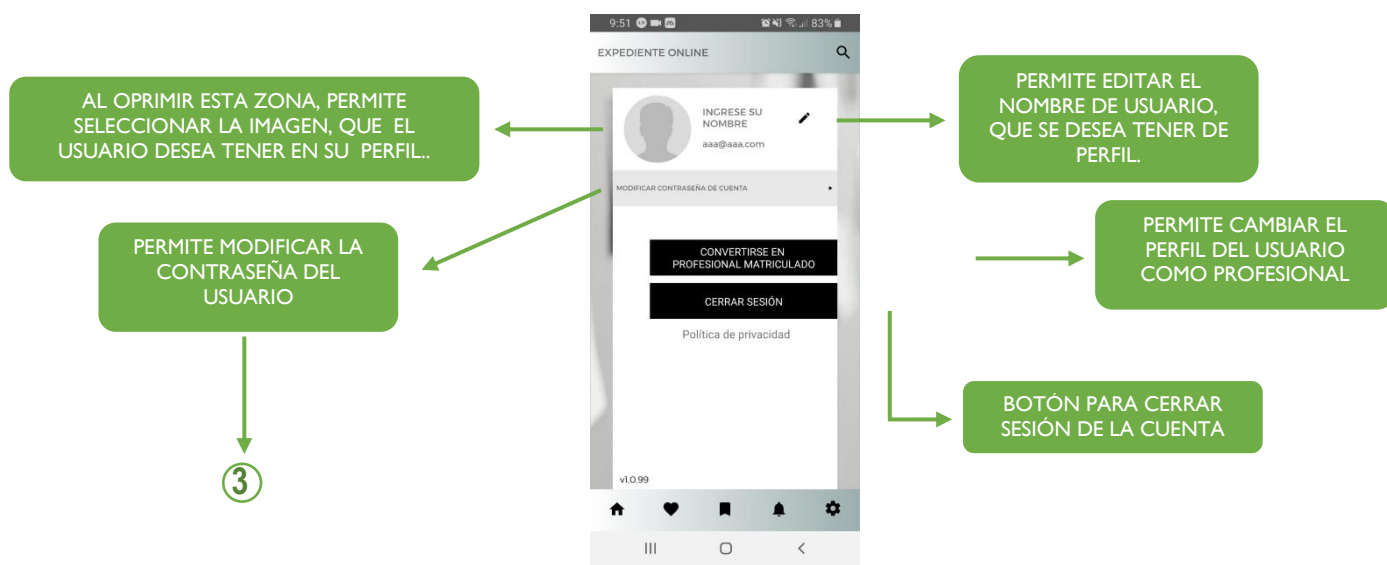 9:51
83%
EXPEDIENTE ONLINE
AL OPRIMIR ESTA ZONA, PERMITE
SELECCIONAR LA IMAGEN, QUE EL
USUARIO DESEA TENER EN SU PERFIL..
INGRESE SU
NOMBRE
aaa@aaa.com
PERMITE EDITAR EL
NOMBRE DE USUARIO,
QUE SE DESEA TENER DE
PERFIL.
MODIFICAR CONTRASEÑA DE CUENTA
PERMITE MODIFICAR LA
CONTRASEÑA DEL
USUARIO
CONVERTIRSE EN
PROFESIONAL MATRICULADO
PERMITE CAMBIAR EL
PERFIL DEL USUARIO
COMO PROFESIONAL
CERRAR SESIÓN
Política de privacidad
BOTÓN PARA CERRAR
SESIÓN DE LA CUENTA
3
v1.0.99